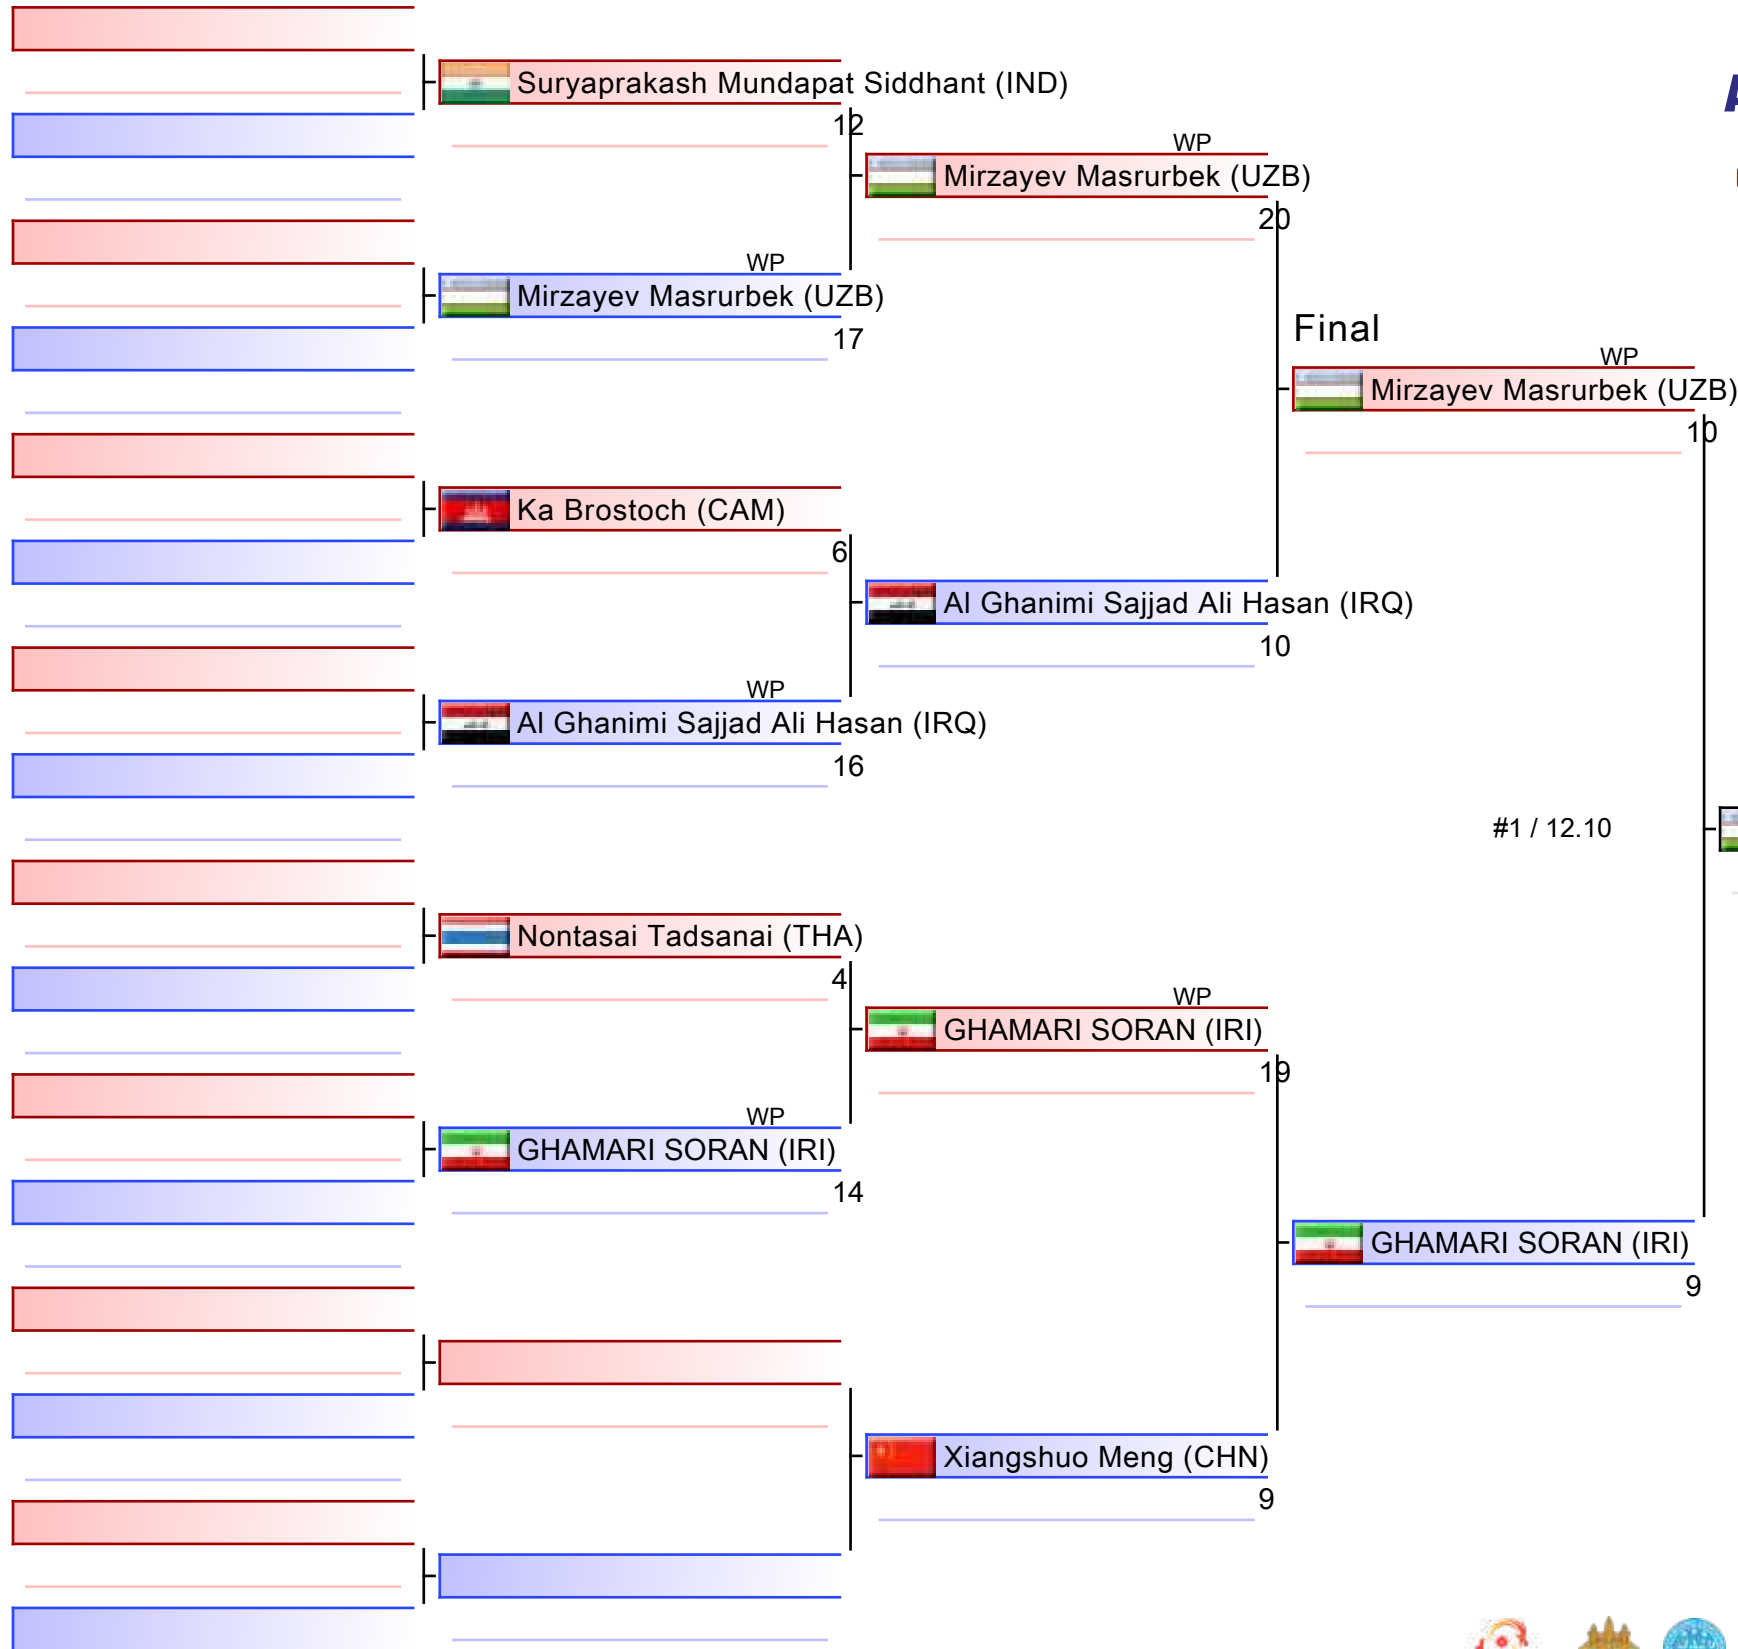 Suryaprakash Mundapat Siddhant (IND)
12
WP
Mirzayev Masrurbek (UZB)
20
WP
Mirzayev Masrurbek (UZB)
17
Final
WP
Mirzayev Masrurbek (UZB)
10
Ka Brostoch (CAM)
6
Al Ghanimi Sajjad Ali Hasan (IRQ)
10
WP
Al Ghanimi Sajjad Ali Hasan (IRQ)
16
#1 / 12.10
Nontasai Tadsanai (THA)
4
WP
GHAMARI SORAN (IRI)
19
WP
GHAMARI SORAN (IRI)
14
GHAMARI SORAN (IRI)
9
Xiangshuo Meng (CHN)
9